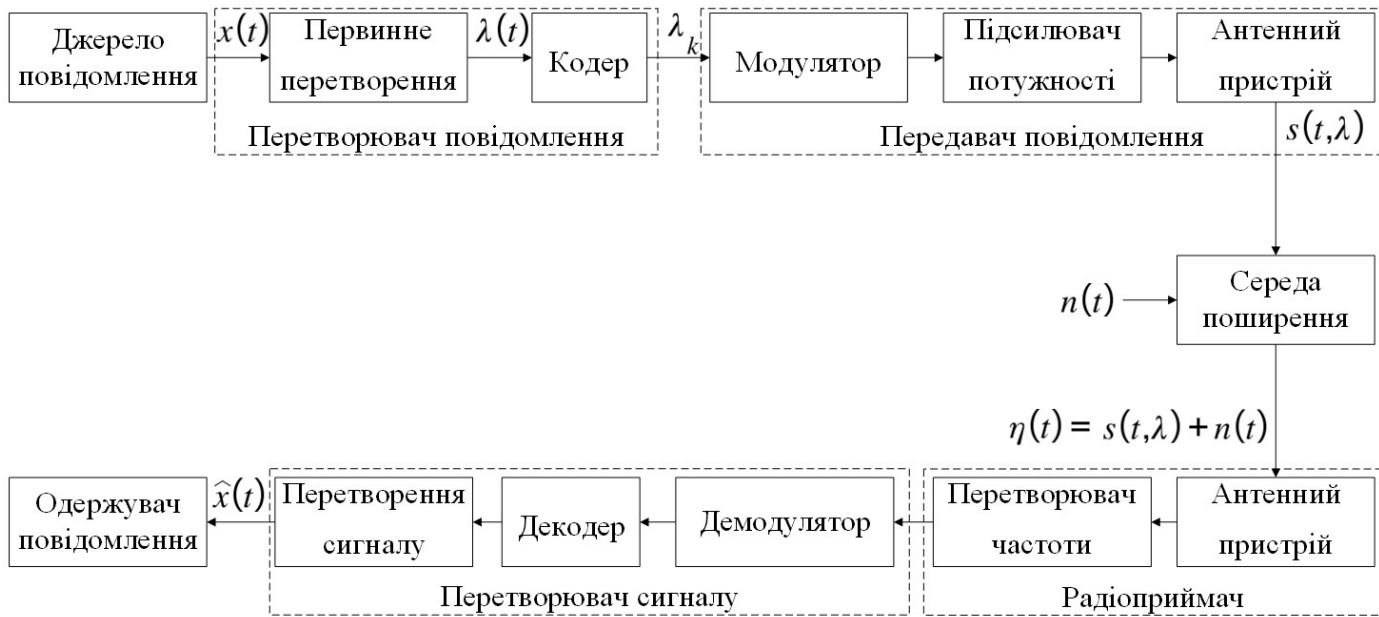 Джерело
повідомлення
x(t)
Первинне
перетворення
λ(t)
Кодер
Перетворювач повідомлення
λ_k
Модулятор
Підсилювач
потужності
Антенний
пристрій
Передавач повідомлення
s(t,λ)
n(t)
Середа
поширення
η(t) = s(t,λ) + n(t)
Одержувач
повідомлення
x̂(t)
Перетворення
сигналу
Декодер
Демодулятор
Перетворювач сигналу
Перетворювач
частоти
Антенний
пристрій
Радіоприймач